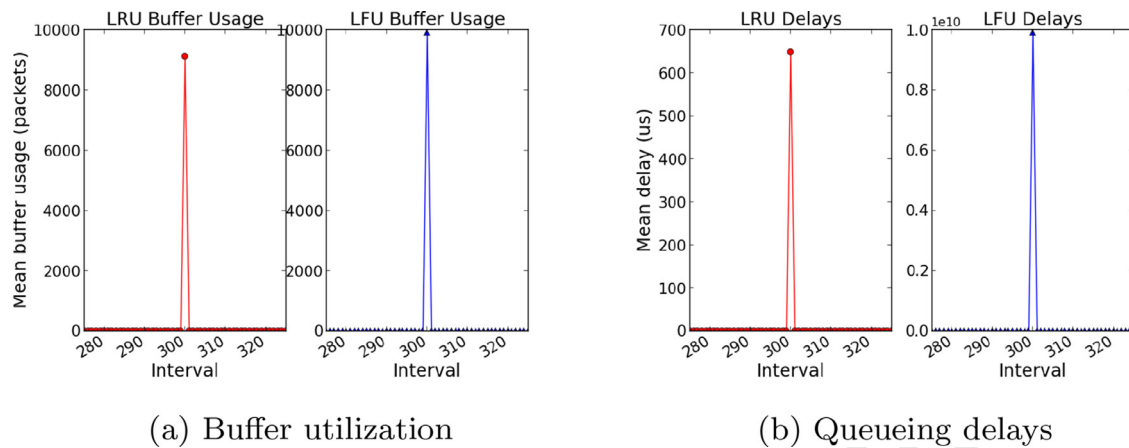 LRU Buffer Usage
LFU Buffer Usage
LRU Delays
LFU Delays
1e10
10000
8000
6000
4000
2000
0
Mean buffer usage (packets)
280 290 300 310 320
Interval
10000
8000
6000
4000
2000
0
280 290 300 310 320
Interval
700
600
500
400
300
200
100
0
Mean delay (us)
280 290 300 310 320
Interval
1.0
0.8
0.6
0.4
0.2
0.0
280 290 300 310 320
Interval
(a) Buffer utilization
(b) Queueing delays